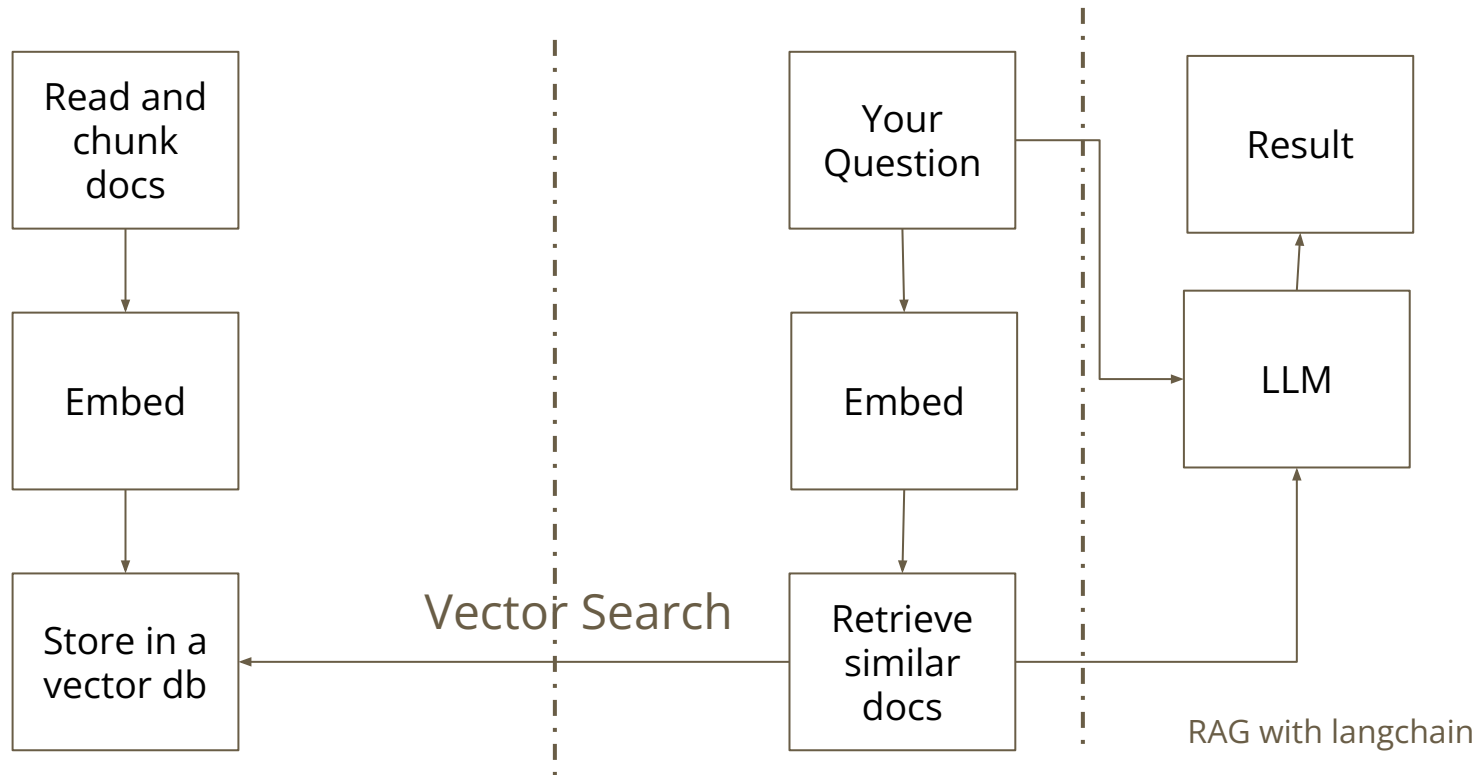 Read and
chunk
docs
Embed
Store in a
vector db
Vector Search
Your
Question
Embed
Retrieve
similar
docs
Result
LLM
RAG with langchain